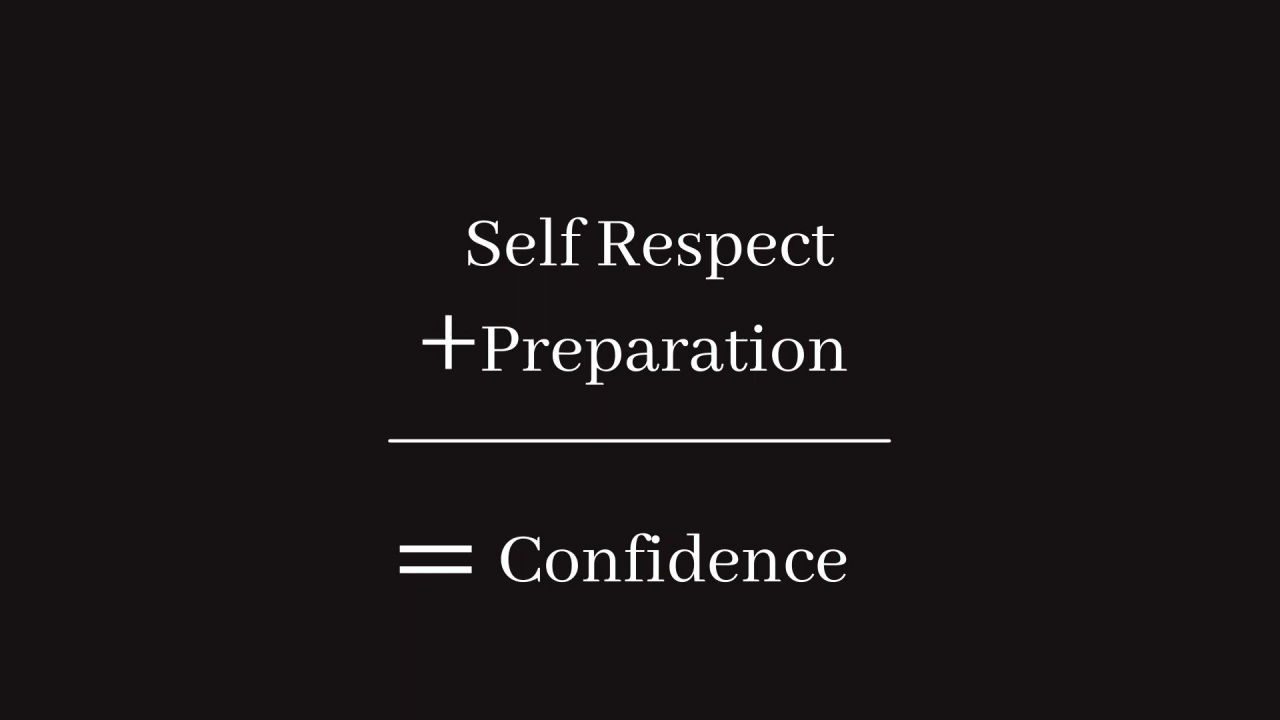 Self Respect
+Preparation
= Confidence